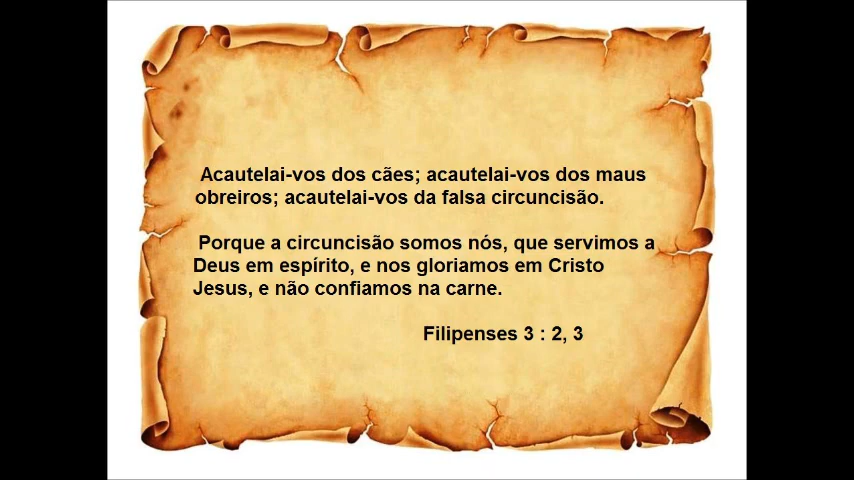 Acautelai-vos dos cães; acautelai-vos dos maus
obreiros; acautelai-vos da falsa circuncisão.
Porque a circuncisão somos nós, que servimos a
Deus em espírito, e nos gloriamos em Cristo
Jesus, e não confiamos na carne.
Filipenses 3 : 2, 3